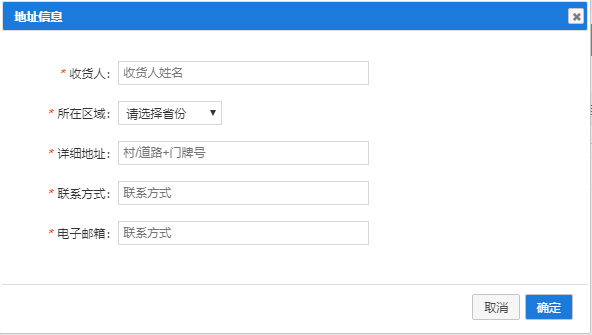 地址信息
* 收货人： 收货人姓名
* 所在区域： 请选择省份
* 详细地址： 村/道路+门牌号
* 联系方式： 联系方式
* 电子邮箱： 联系方式
取消 确定